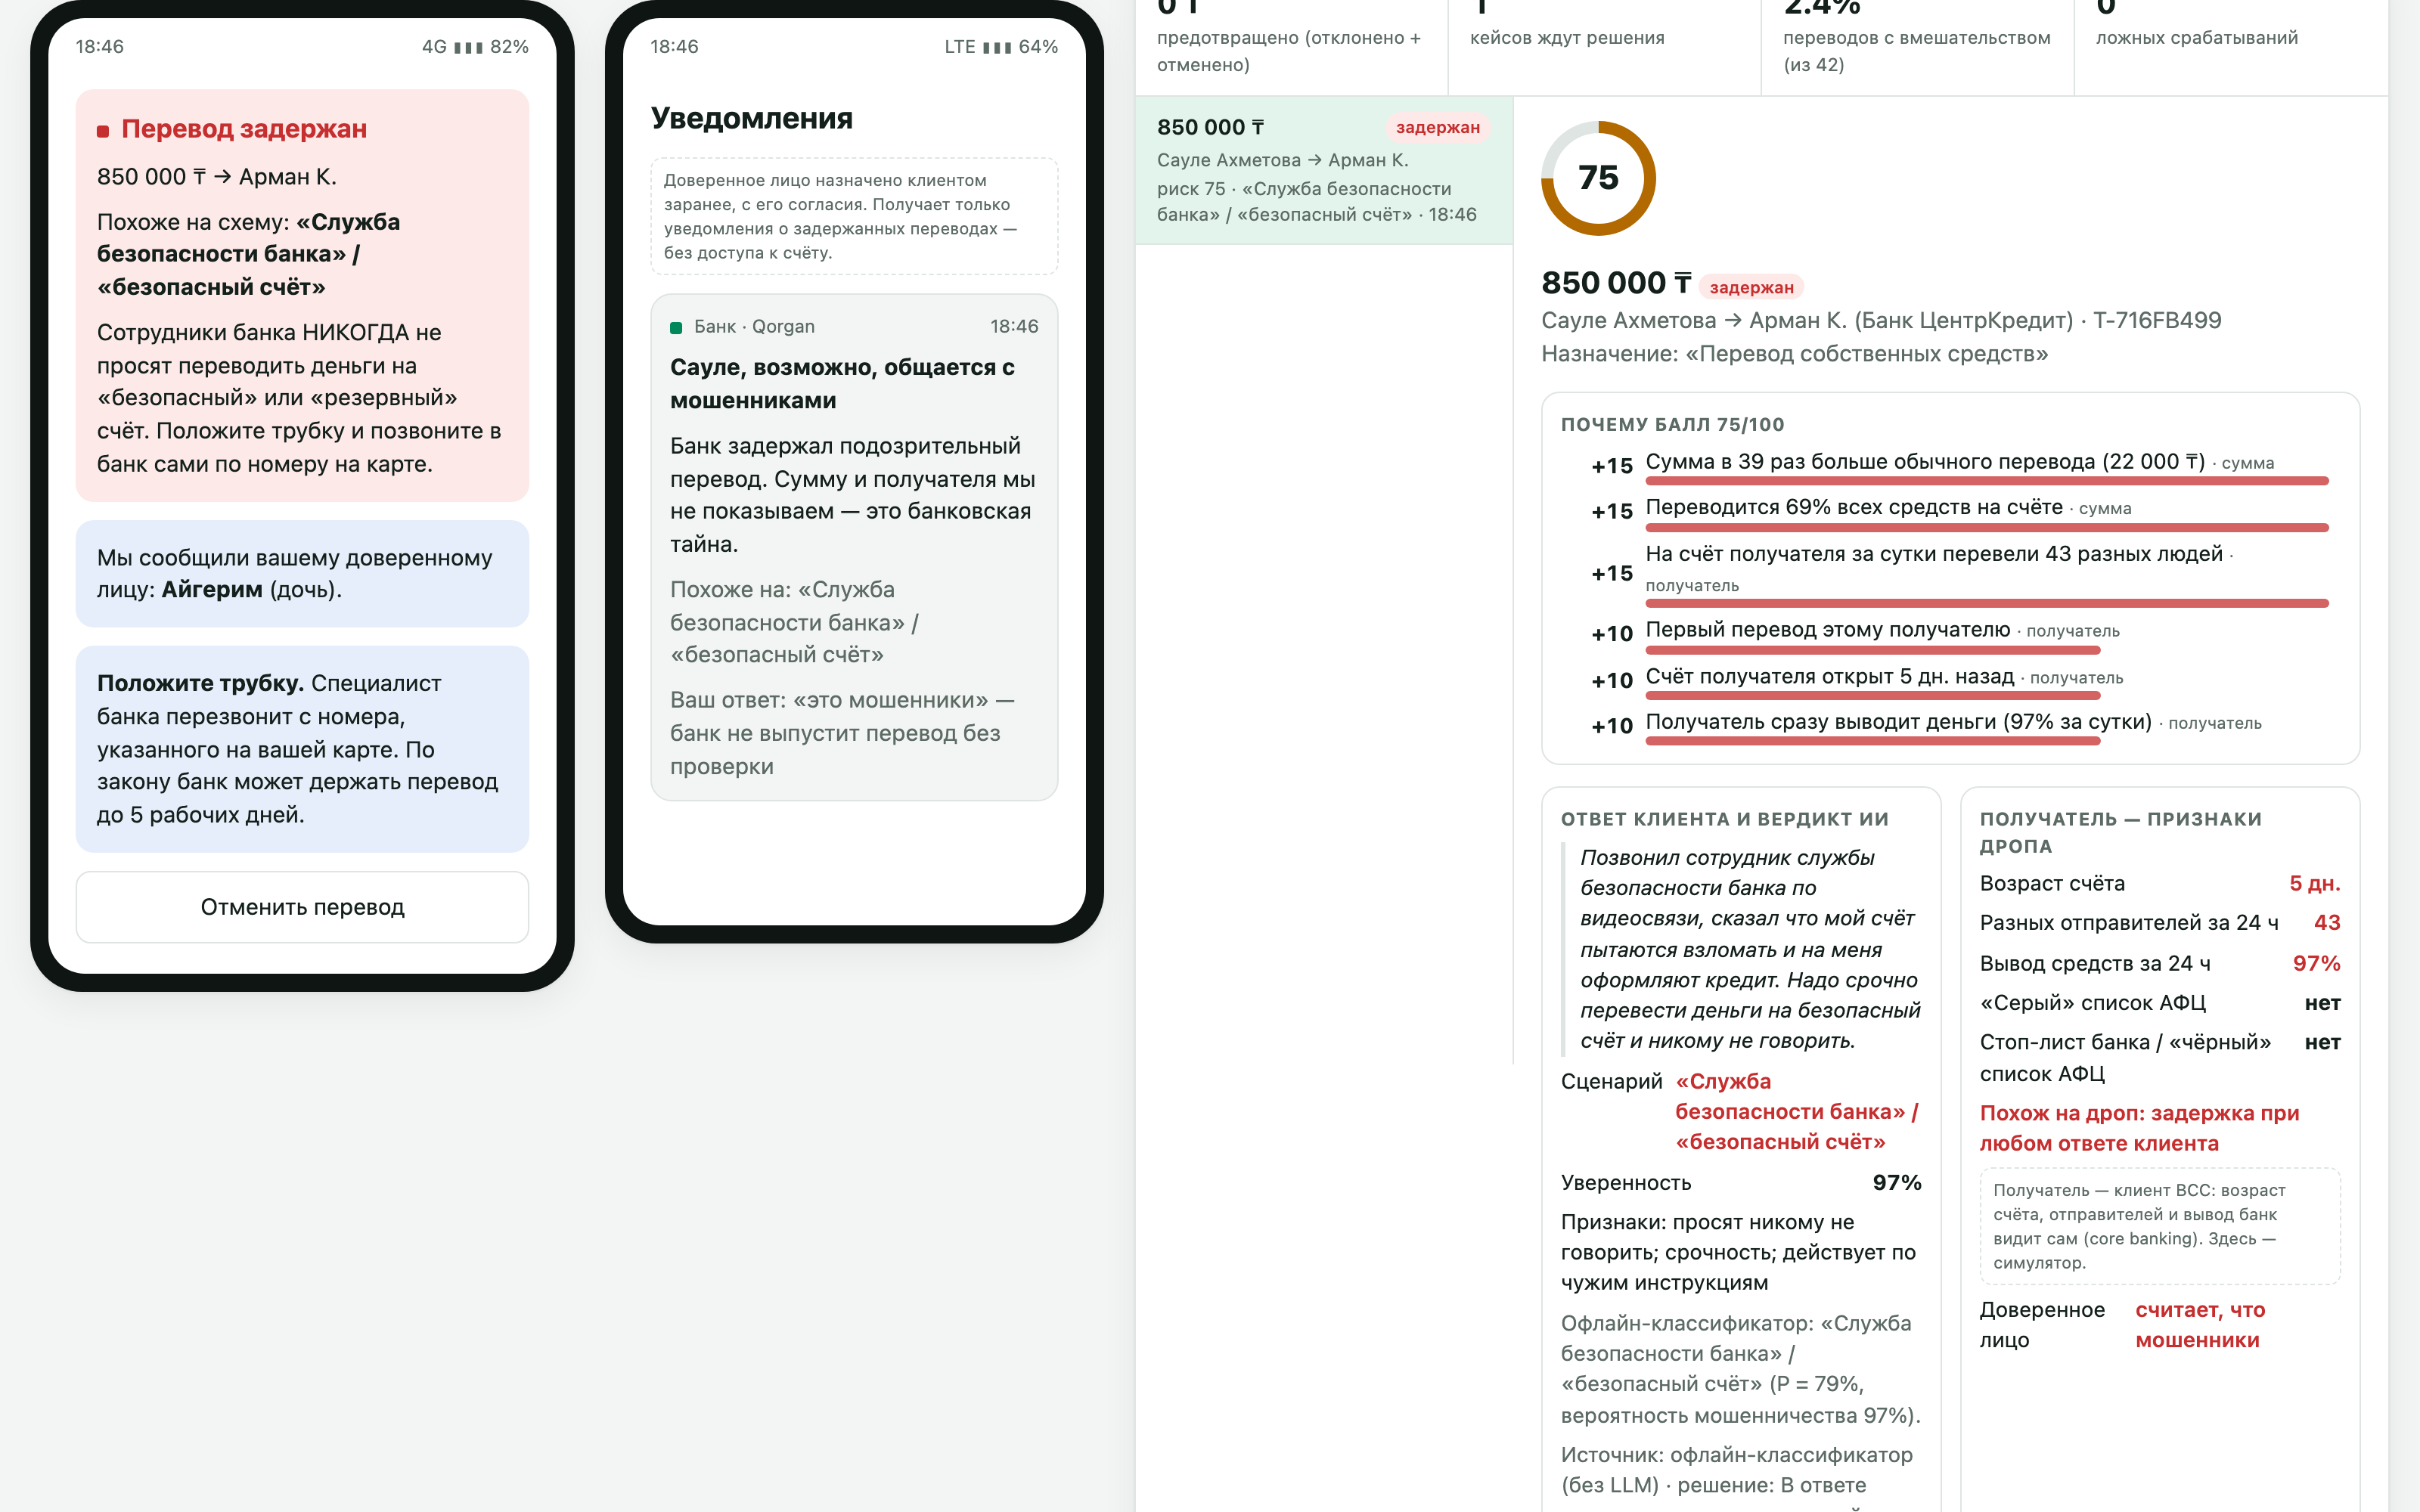 18:46
4G 82%
Перевод задержан
850 000 ₸ → Арман К.
Похоже на схему: «Служба
безопасности банка» /
«безопасный счёт»
Сотрудники банка НИКОГДА не
просят переводить деньги на
«безопасный» или «резервный»
счёт. Положите трубку и позвоните в
банк сами по номеру на карте.
Мы сообщили вашему доверенному
лицу: Айгерим (дочь).
Положите трубку. Специалист
банка перезвонит с номера,
указанного на вашей карте. По
закону банк может держать перевод
до 5 рабочих дней.
Отменить перевод
18:46
LTE 64%
Уведомления
Доверенное лицо назначено клиентом
заранее, с его согласия. Получает только
уведомления о задержанных переводах —
без доступа к счёту.
Банк · Qorgan
18:46
Сауле, возможно, общается с
мошенниками
Банк задержал подозрительный
перевод. Сумму и получателя мы
не показываем — это банковская
тайна.
Похоже на: «Служба
безопасности банка» /
«безопасный счёт»
Ваш ответ: «это мошенники» —
банк не выпустит перевод без
проверки
0 ₸
предотвращено (отклонено +
отменено)
1
кейсов ждут решения
2.4%
переводов с вмешательством
(из 42)
0
ложных срабатываний
850 000 ₸
задержан
Сауле Ахметова → Арман К.
риск 75 · «Служба безопасности
банка» / «безопасный счёт» · 18:46
75
850 000 ₸ задержан
Сауле Ахметова → Арман К. (Банк ЦентрКредит) · T-716FB499
Назначение: «Перевод собственных средств»
ПОЧЕМУ БАЛЛ 75/100
+15 Сумма в 39 раз больше обычного перевода (22 000 ₸) · сумма
+15 Переводится 69% всех средств на счёте · сумма
+15 На счёт получателя за сутки перевели 43 разных людей ·
получатель
+10 Первый перевод этому получателю · получатель
+10 Счёт получателя открыт 5 дн. назад · получатель
+10 Получатель сразу выводит деньги (97% за сутки) · получатель
ОТВЕТ КЛИЕНТА И ВЕРДИКТ ИИ
Позвонил сотрудник службы
безопасности банка по
видеосвязи, сказал что мой счёт
пытаются взломать и на меня
оформляют кредит. Надо срочно
перевести деньги на безопасный
счёт и никому не говорить.
Сценарий «Служба
безопасности банка» /
«безопасный счёт»
Уверенность 97%
Признаки: просят никому не
говорить; срочность; действует по
чужим инструкциям
Офлайн-классификатор: «Служба
безопасности банка» /
«безопасный счёт» (P = 79%,
вероятность мошенничества 97%).
Источник: офлайн-классификатор
(без LLM) · решение: В ответе
ПОЛУЧАТЕЛЬ — ПРИЗНАКИ
ДРОПА
Возраст счёта 5 дн.
Разных отправителей за 24 ч 43
Вывод средств за 24 ч 97%
«Серый» список АФЦ нет
Стоп-лист банка / «чёрный» нет
список АФЦ
Похож на дроп: задержка при
любом ответе клиента
Получатель — клиент BCC: возраст
счёта, отправителей и вывод банк
видит сам (core banking). Здесь —
симулятор.
Доверенное считает, что
лицо мошенники